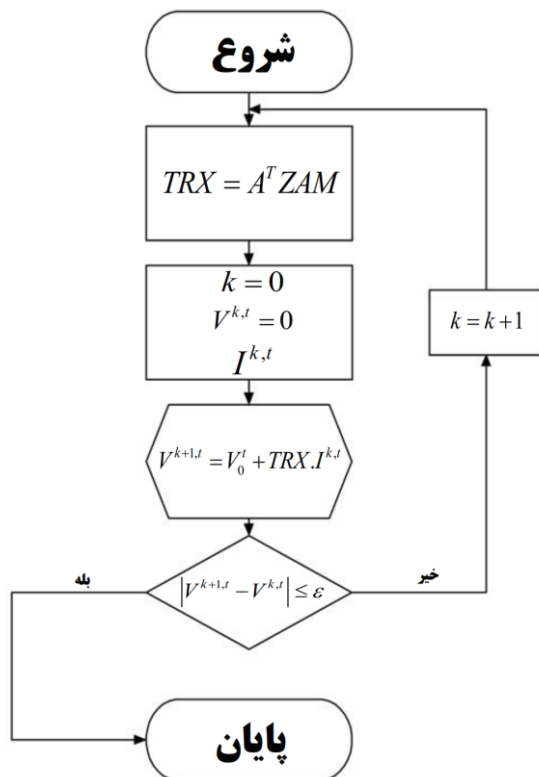 شروع
TRX = A^T ZAM
k = 0
V^{k,t} = 0
I^{k,t}
k = k + 1
V^{k+1,t} = V_0^t + TRX.I^{k,t}
بله
|V^{k+1,t} − V^{k,t}| ≤ ε
خیر
پایان